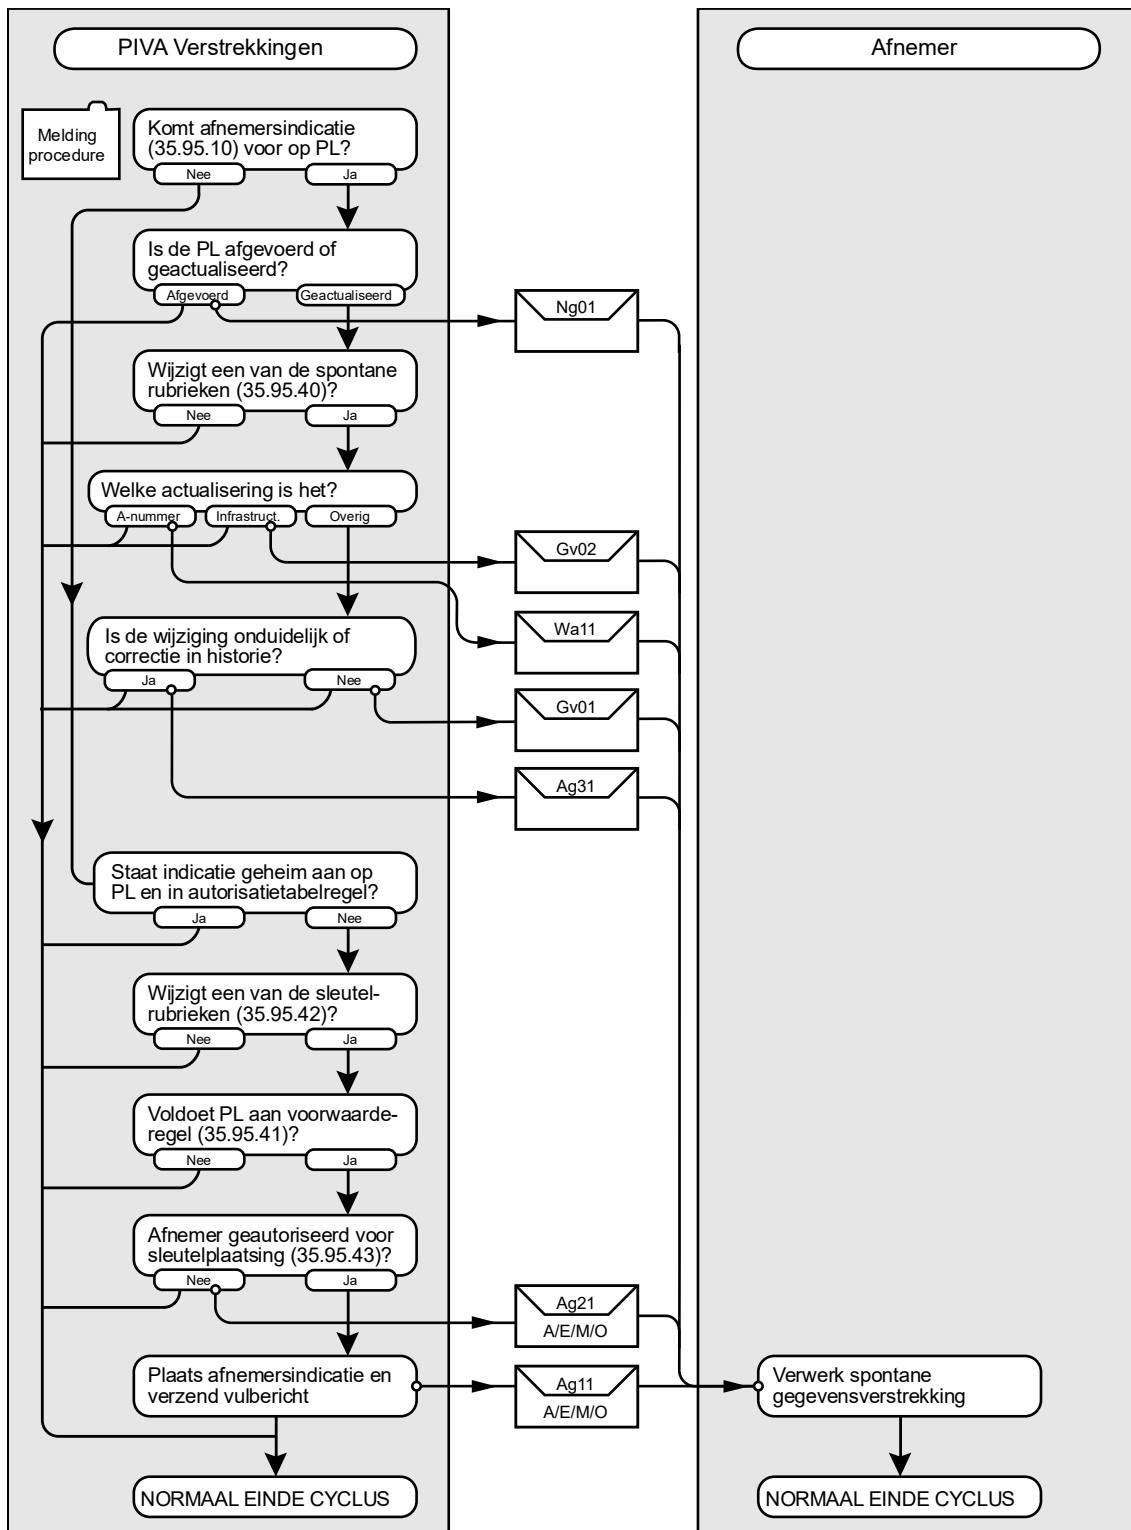 PIVA Verstrekkingen
Afnemer
Melding
procedure
Komt afnemersindicatie
(35.95.10) voor op PL?
Nee
Ja
Is de PL afgevoerd of
geactualiseerd?
Afgevoerd
Geactualiseerd
Ng01
Wijzigt een van de spontane
rubrieken (35.95.40)?
Nee
Ja
Welke actualisering is het?
A-nummer
Infrastruct.
Overig
Gv02
Wa11
Is de wijziging onduidelijk of
correctie in historie?
Ja
Nee
Gv01
Ag31
Staat indicatie geheim aan op
PL en in autorisatietabelregel?
Ja
Nee
Wijzigt een van de sleutel-
rubrieken (35.95.42)?
Nee
Ja
Voldoet PL aan voorwaarde-
regel (35.95.41)?
Nee
Ja
Afnemer geautoriseerd voor
sleutelplaatsing (35.95.43)?
Nee
Ja
Ag21
A/E/M/O
Plaats afnemersindicatie en
verzend vulbericht
Ag11
A/E/M/O
Verwerk spontane
gegevensverstrekking
NORMAAL EINDE CYCLUS
NORMAAL EINDE CYCLUS